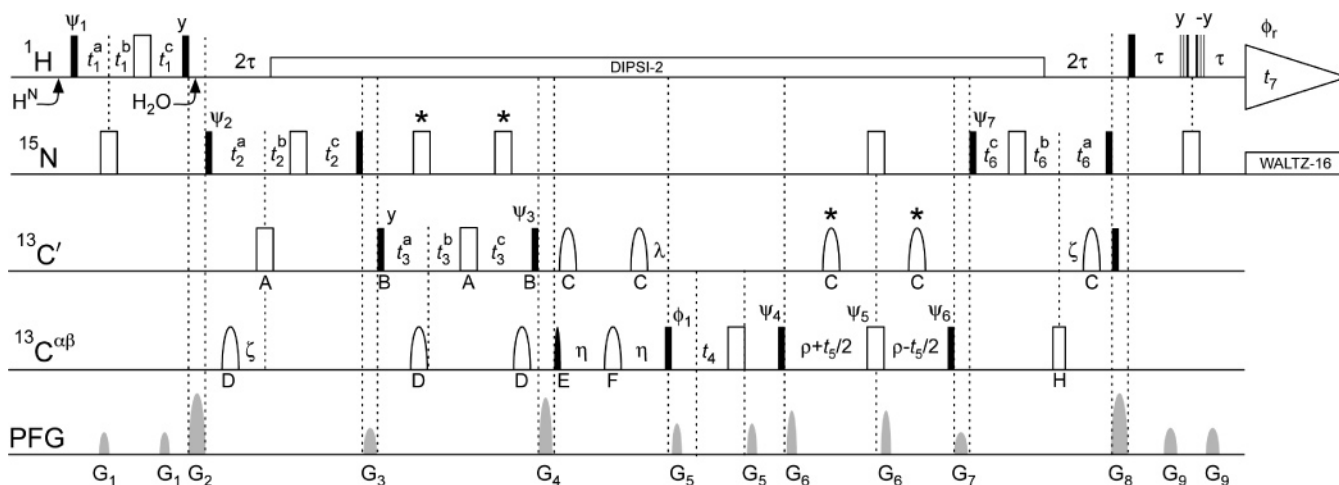 ψ1 y y -y ϕr
1H t1a t1b t1c 2τ DIPSI-2 2τ τ τ t7
HN H2O
ψ2 * * ψ7
15N t2a t2b t2c t6c t6b t6a WALTZ-16
y ψ3 * *
13C′ t3a t3b t3c λ ζ
A B A B C C C C C
ϕ1 ψ4 ψ5 ψ6
13Cαβ ζ η η t4 ρ+t5/2 ρ-t5/2
D D D E F H
PFG
G1 G1 G2 G3 G4 G5 G5 G6 G6 G7 G8 G9 G9